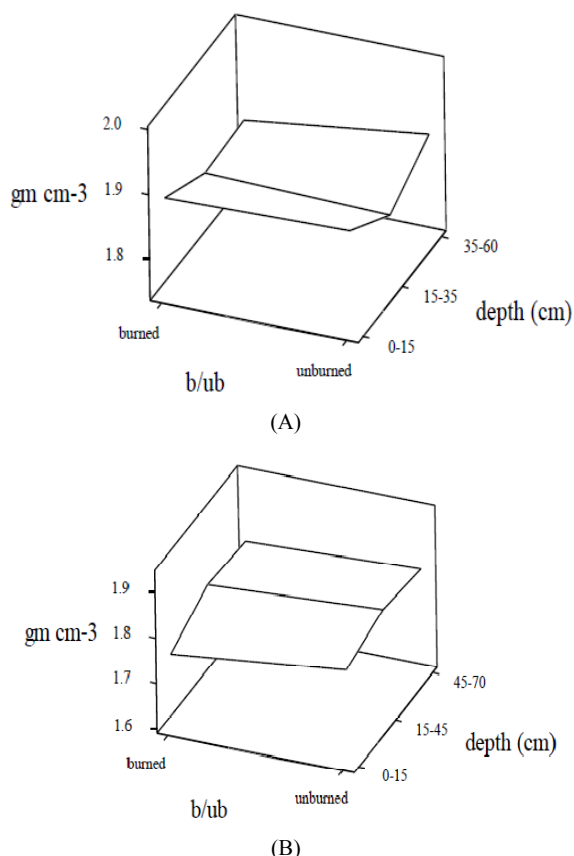 2.0
gm cm-3
1.9
1.8
burned
b/ub
unburned
0-15
15-35
35-60
depth (cm)
(A)
1.9
gm cm-3
1.8
1.7
1.6
burned
b/ub
unburned
0-15
15-45
45-70
depth (cm)
(B)